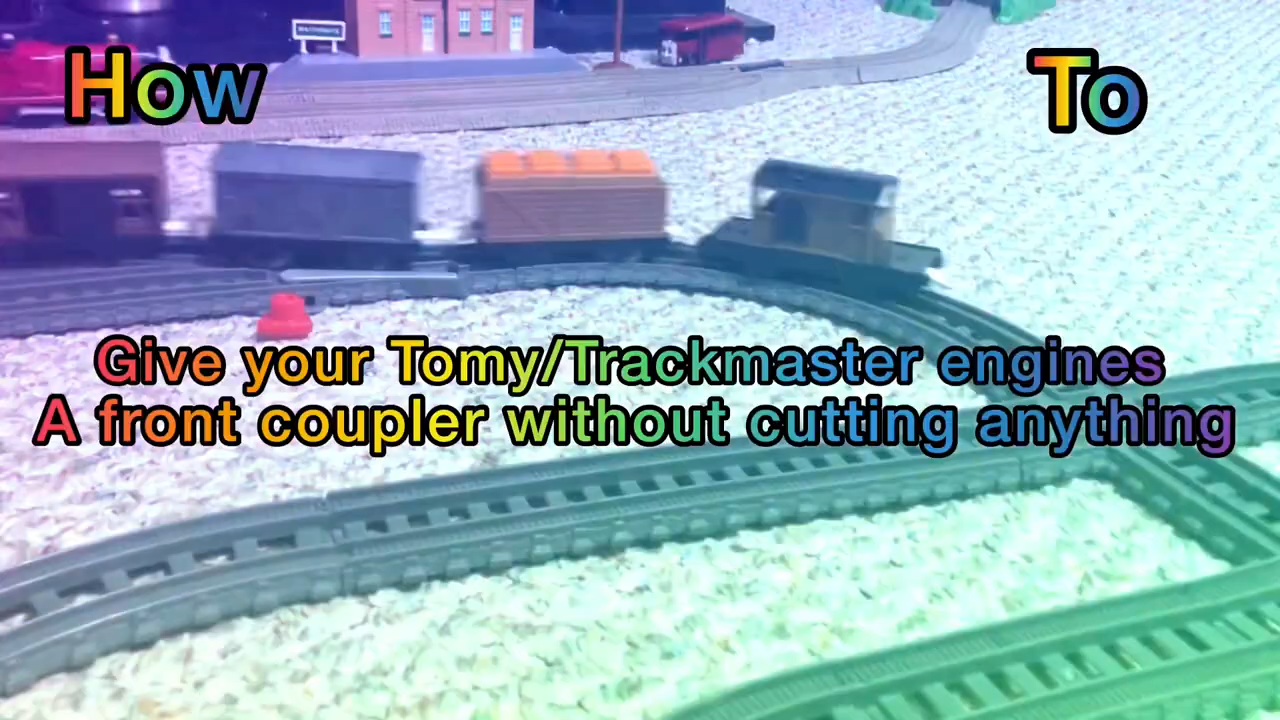 How To
Give your Tomy/Trackmaster engines
A front coupler without cutting anything